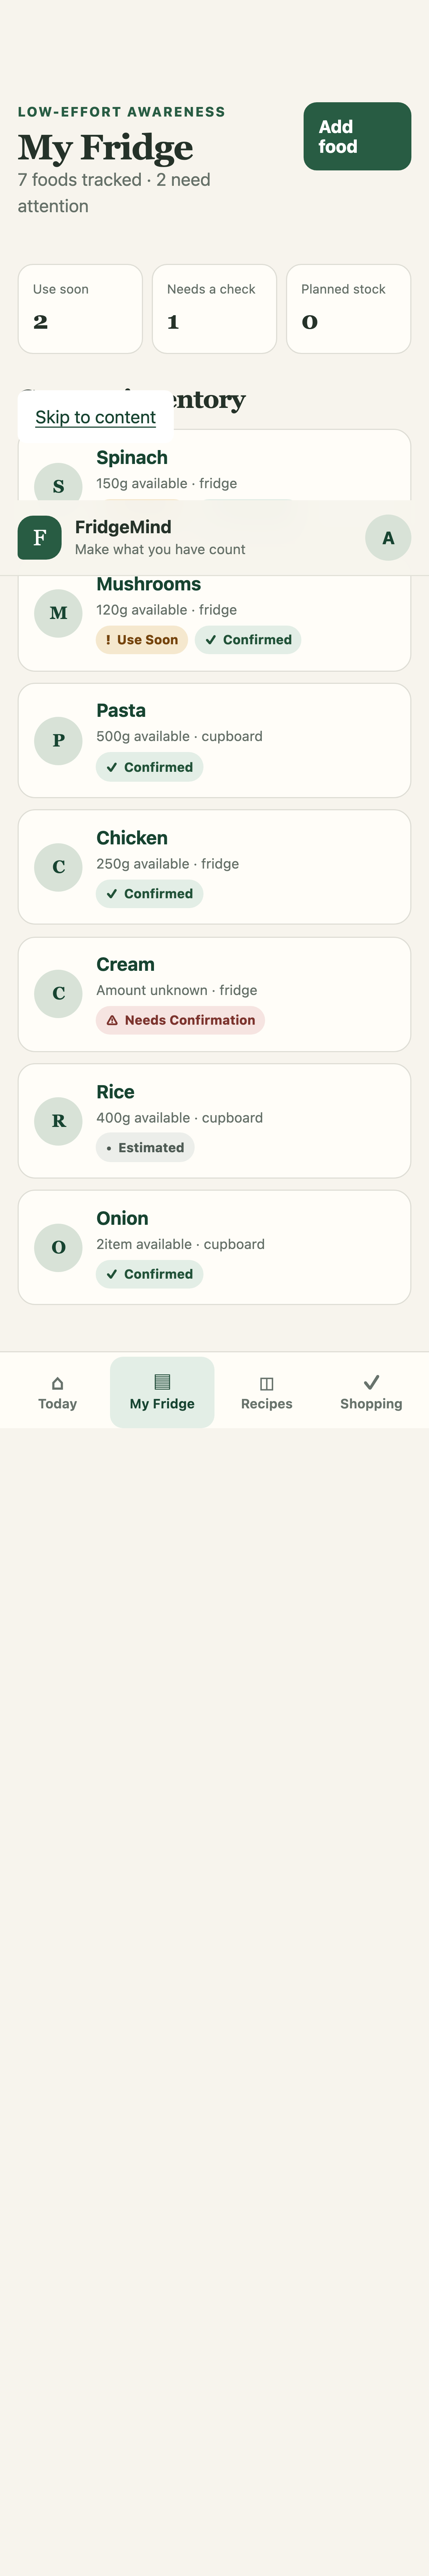 LOW-EFFORT AWARENESS
My Fridge
7 foods tracked · 2 need
attention
Add
food
Use soon
2
Needs a check
1
Planned stock
0
Skip to content
S
Spinach
150g available · fridge
F
FridgeMind
Make what you have count
A
M
Mushrooms
120g available · fridge
! Use Soon ✓ Confirmed
P
Pasta
500g available · cupboard
✓ Confirmed
C
Chicken
250g available · fridge
✓ Confirmed
C
Cream
Amount unknown · fridge
⚠ Needs Confirmation
R
Rice
400g available · cupboard
• Estimated
O
Onion
2item available · cupboard
✓ Confirmed
Today
My Fridge
Recipes
Shopping